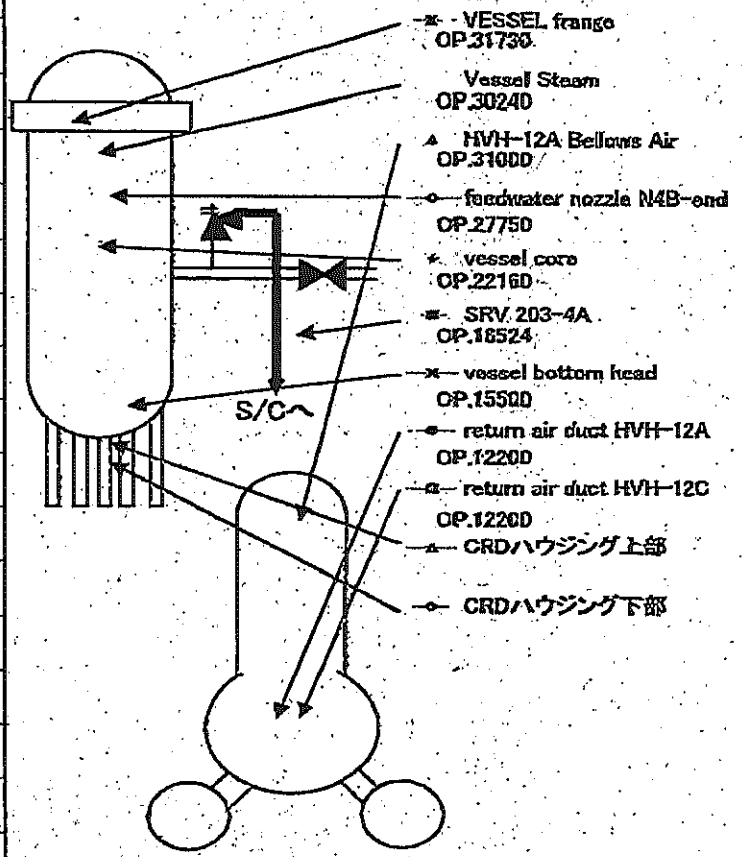 VESSEL frange
OP.31730
Vessel Steam
OP.30240
HVH-12A Bellows Air
OP.31000
feedwater nozzle N4B-end
OP.27750
vessel core
OP.22160
SRV 203-4A
OP.18524
S/Cへ
vessel bottom head
OP.15500
return air duct HVH-12A
OP.12200
return air duct HVH-12C
OP.12200
CRDハウジング上部
CRDハウジング下部